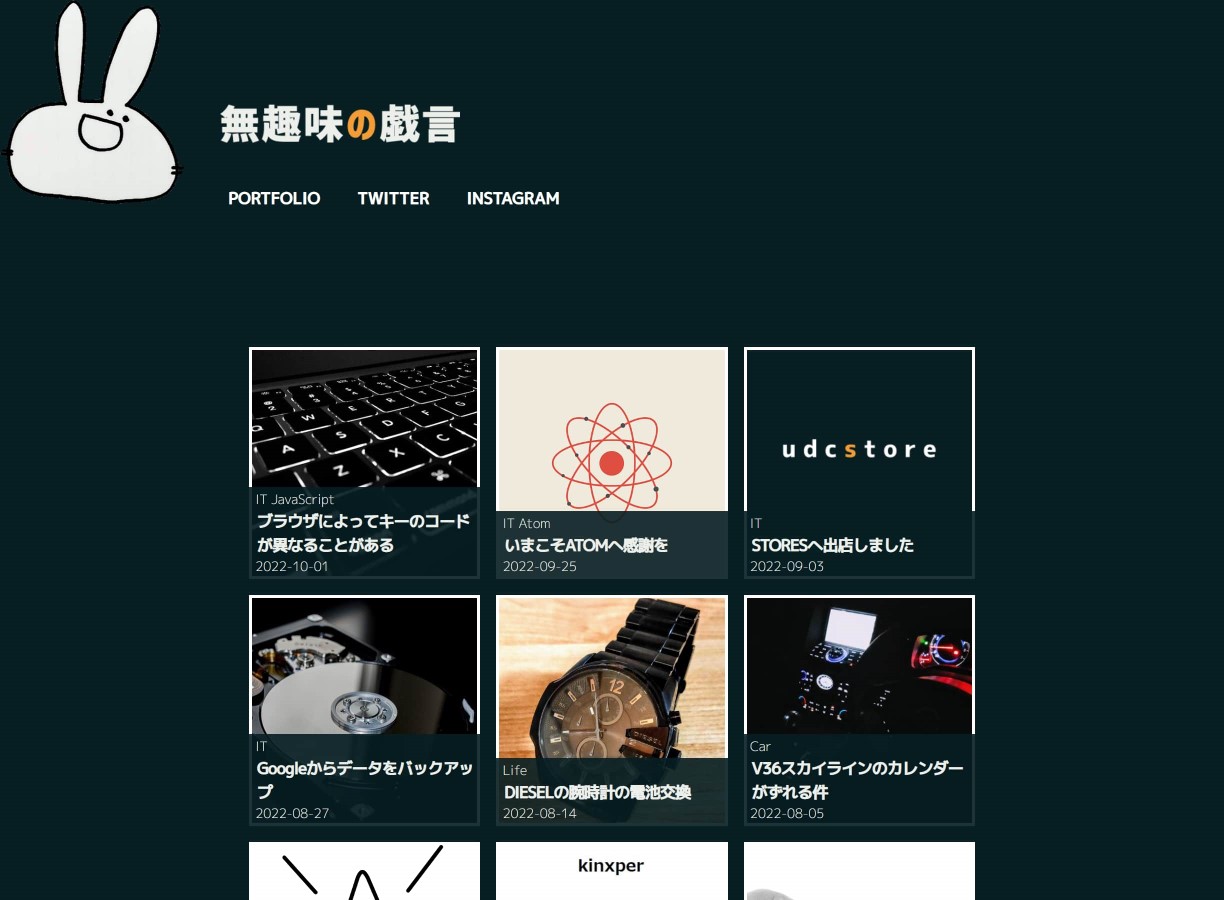 無趣味の戯言
PORTFOLIO TWITTER INSTAGRAM
W E R
A S D F G
Z X C
IT JavaScript
ブラウザによってキーのコード
が異なることがある
2022-10-01
IT Atom
いまこそATOMへ感謝を
2022-09-25
udcstore
IT
STORESへ出店しました
2022-09-03
IT
Googleからデータをバックアッ
プ
2022-08-27
12
DIESEL
Life
DIESELの腕時計の電池交換
2022-08-14
Car
V36スカイラインのカレンダー
がずれる件
2022-08-05
kinxper